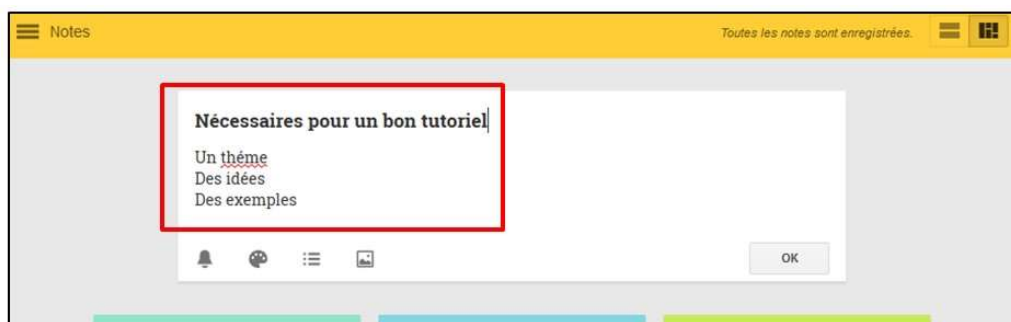 Notes
Toutes les notes sont enregistrées.
Nécessaires pour un bon tutoriel
Un théme
Des idées
Des exemples
OK